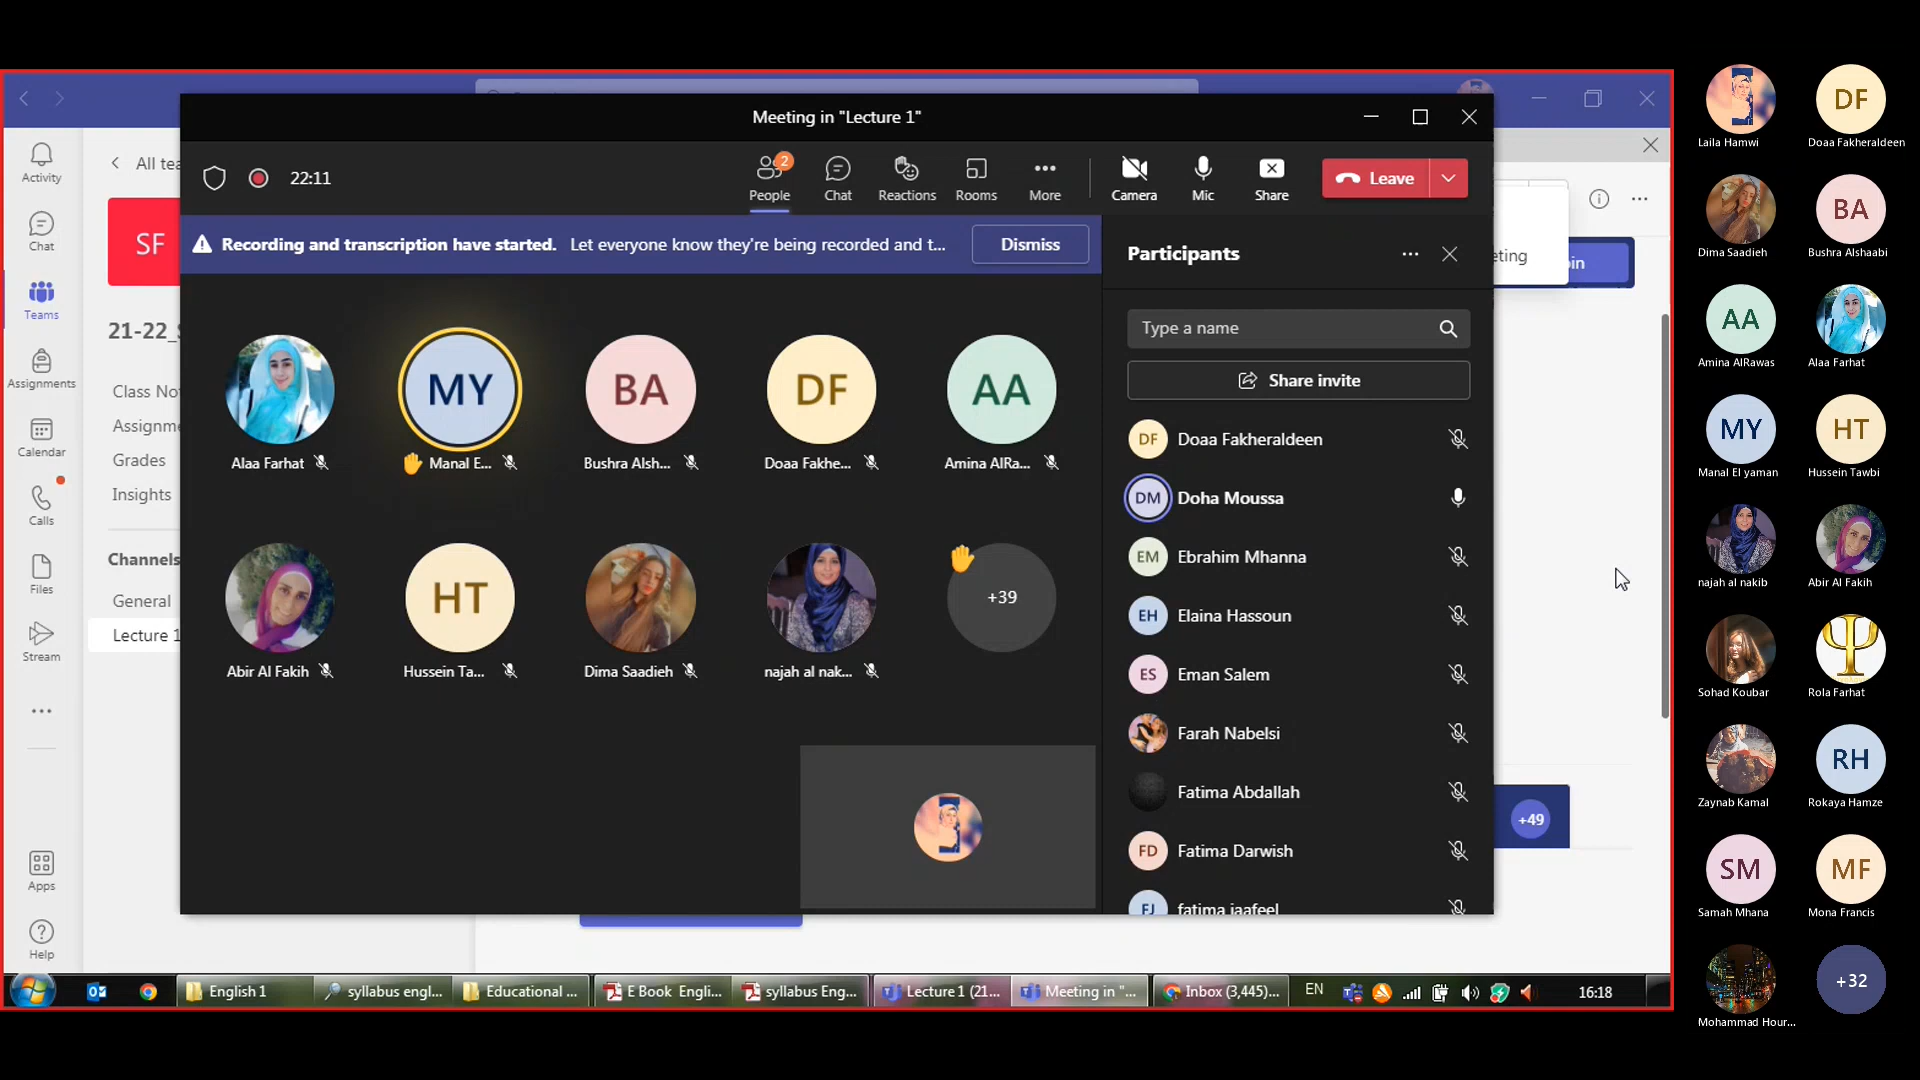 Meeting in "Lecture 1"
22:11
2
People
Chat
Reactions
Rooms
More
Camera
Mic
Share
Leave
Recording and transcription have started. Let everyone know they're being recorded and t...
Dismiss
Alaa Farhat
MY
Manal E...
BA
Bushra Alsh...
DF
Doaa Fakhe...
AA
Amina AlRa...
Abir Al Fakih
HT
Hussein Ta...
Dima Saadieh
najah al nak...
+39
Participants
Type a name
Share invite
DF Doaa Fakheraldeen
DM Doha Moussa
EM Ebrahim Mhanna
EH Elaina Hassoun
ES Eman Salem
Farah Nabelsi
Fatima Abdallah
FD Fatima Darwish
FJ fatima jaafeel
Activity
Chat
Teams
Assignments
Calendar
Calls
Files
Stream
Apps
Help
All tea
SF
21-22_S
Class No
Assignme
Grades
Insights
Channels
General
Lecture 1
eting
in
+49
English 1
syllabus engl...
Educational ...
E Book Engli...
syllabus Eng...
Lecture 1 (21...
Meeting in "...
Inbox (3,445)...
EN
16:18
Laila Hamwi
DF
Doaa Fakheraldeen
Dima Saadieh
BA
Bushra Alshaabi
AA
Amina AlRawas
Alaa Farhat
MY
Manal El yaman
HT
Hussein Tawbi
najah al nakib
Abir Al Fakih
Sohad Koubar
Rola Farhat
Zaynab Kamal
RH
Rokaya Hamze
SM
Samah Mhana
MF
Mona Francis
Mohammad Hour...
+32